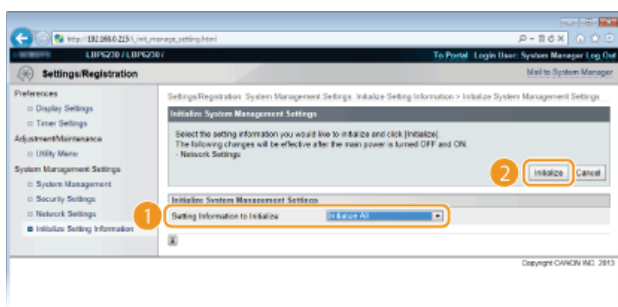 http://192.168.0.215/i_init_manage_setting.html
LBP6230 / LBP6230
To Portal Login User: System Manager Log Out
Settings/Registration
Mail to System Manager
Preferences
Display Settings
Timer Settings
Adjustment/Maintenance
Utility Menu
System Management Settings
System Management
Security Settings
Network Settings
Initialize Setting Information
Settings/Registration: System Management Settings: Initialize Setting Information > Initialize System Management Settings
Initialize System Management Settings
Select the setting information you would like to initialize and click [Initialize].
The following changes will be effective after the main power is turned OFF and ON.
- Network Settings
2
Initialize
Cancel
Initialize System Management Settings
1
Setting Information to Initialize:
Initialize All
Copyright CANON INC. 2013